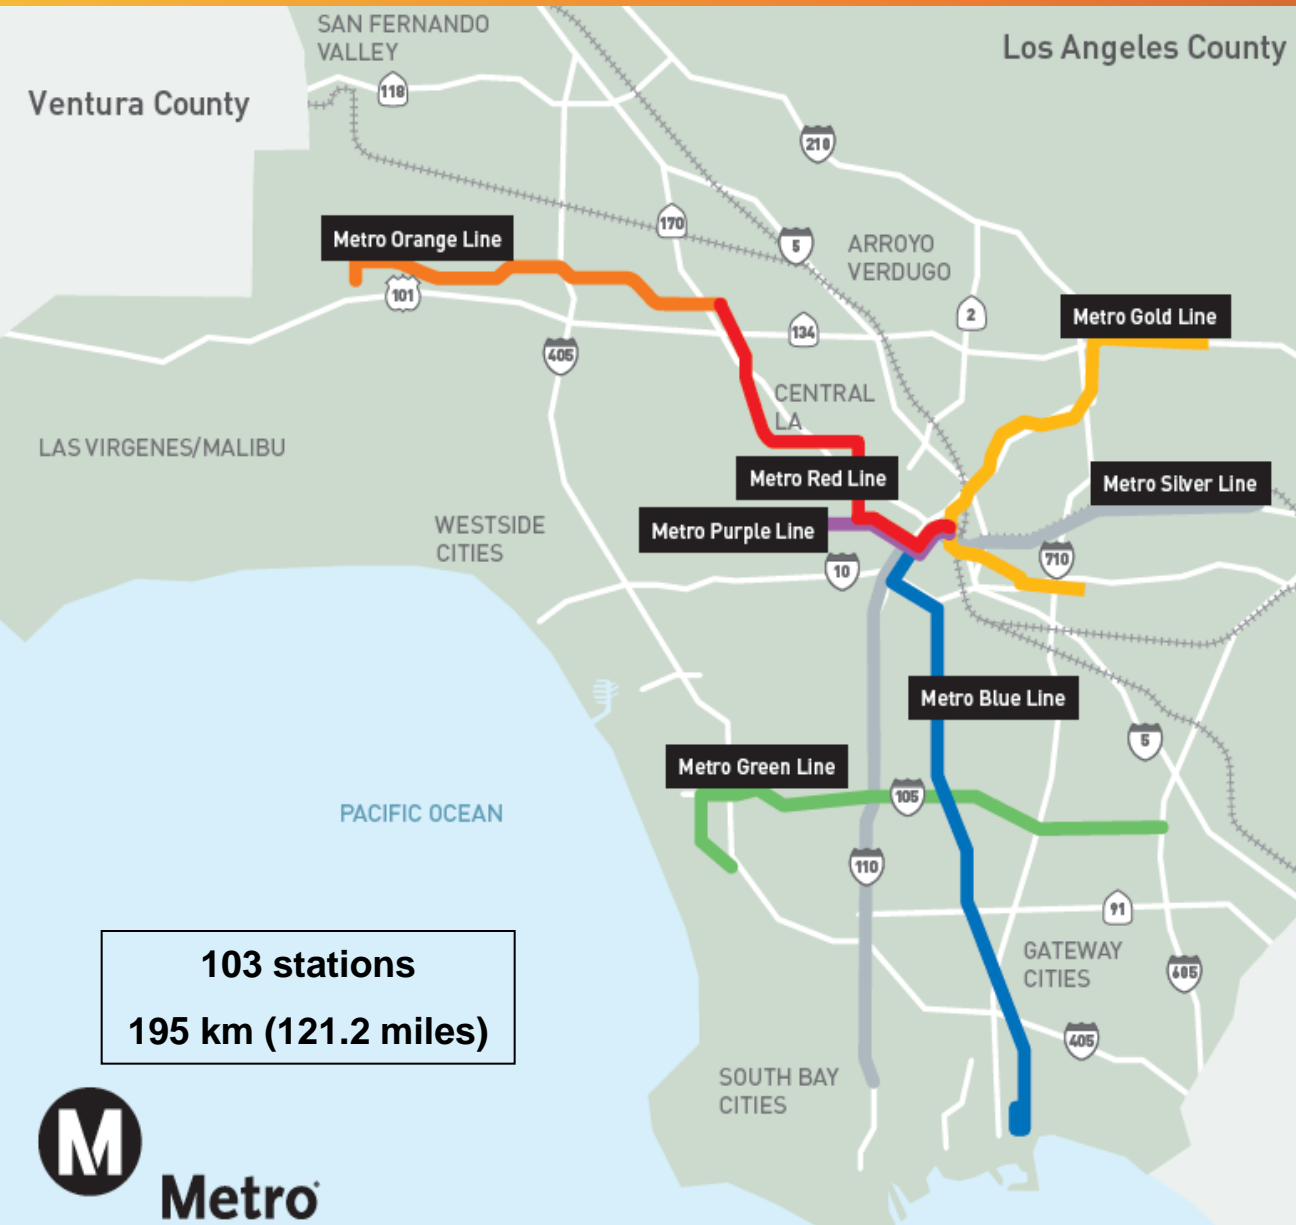 SAN FERNANDO
VALLEY
Los Angeles County
Ventura County
118
210
170
5
ARROYO
VERDUGO
Metro Orange Line
101
2
Metro Gold Line
134
405
CENTRAL
LA
LAS VIRGENES/MALIBU
Metro Red Line
Metro Silver Line
WESTSIDE
CITIES
Metro Purple Line
10
710
Metro Blue Line
5
Metro Green Line
105
PACIFIC OCEAN
110
91
GATEWAY
CITIES
605
103 stations
195 km (121.2 miles)
405
SOUTH BAY
CITIES
M
Metro